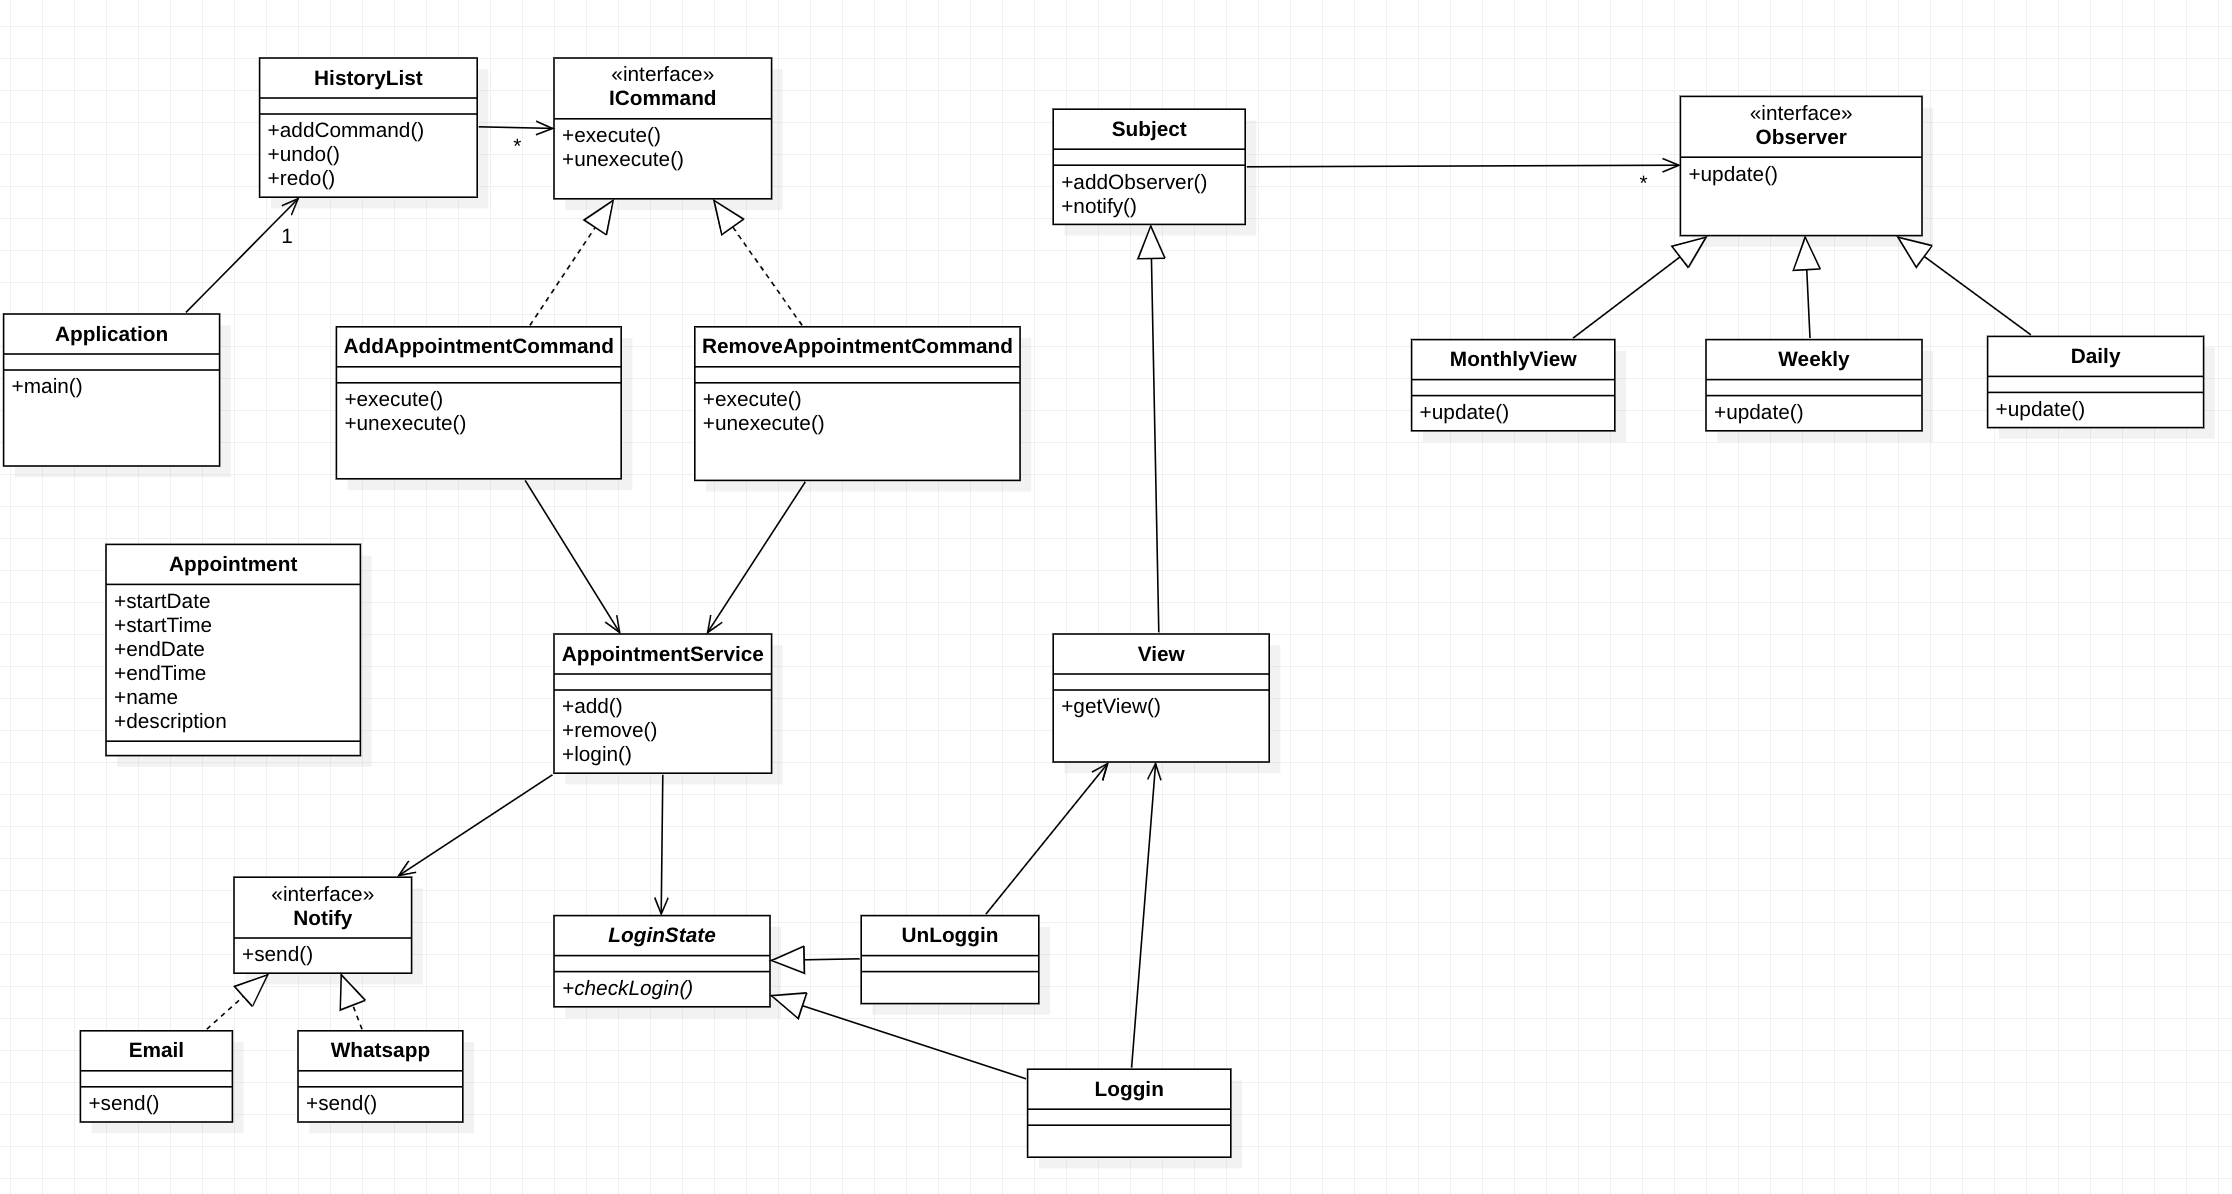 HistoryList
+addCommand()
+undo()
+redo()
«interface»
ICommand
+execute()
+unexecute()
*
1
Subject
+addObserver()
+notify()
«interface»
Observer
+update()
*
Application
+main()
AddAppointmentCommand
+execute()
+unexecute()
RemoveAppointmentCommand
+execute()
+unexecute()
MonthlyView
+update()
Weekly
+update()
Daily
+update()
Appointment
+startDate
+startTime
+endDate
+endTime
+name
+description
AppointmentService
+add()
+remove()
+login()
View
+getView()
«interface»
Notify
+send()
LoginState
+checkLogin()
UnLoggin
Email
+send()
Whatsapp
+send()
Loggin